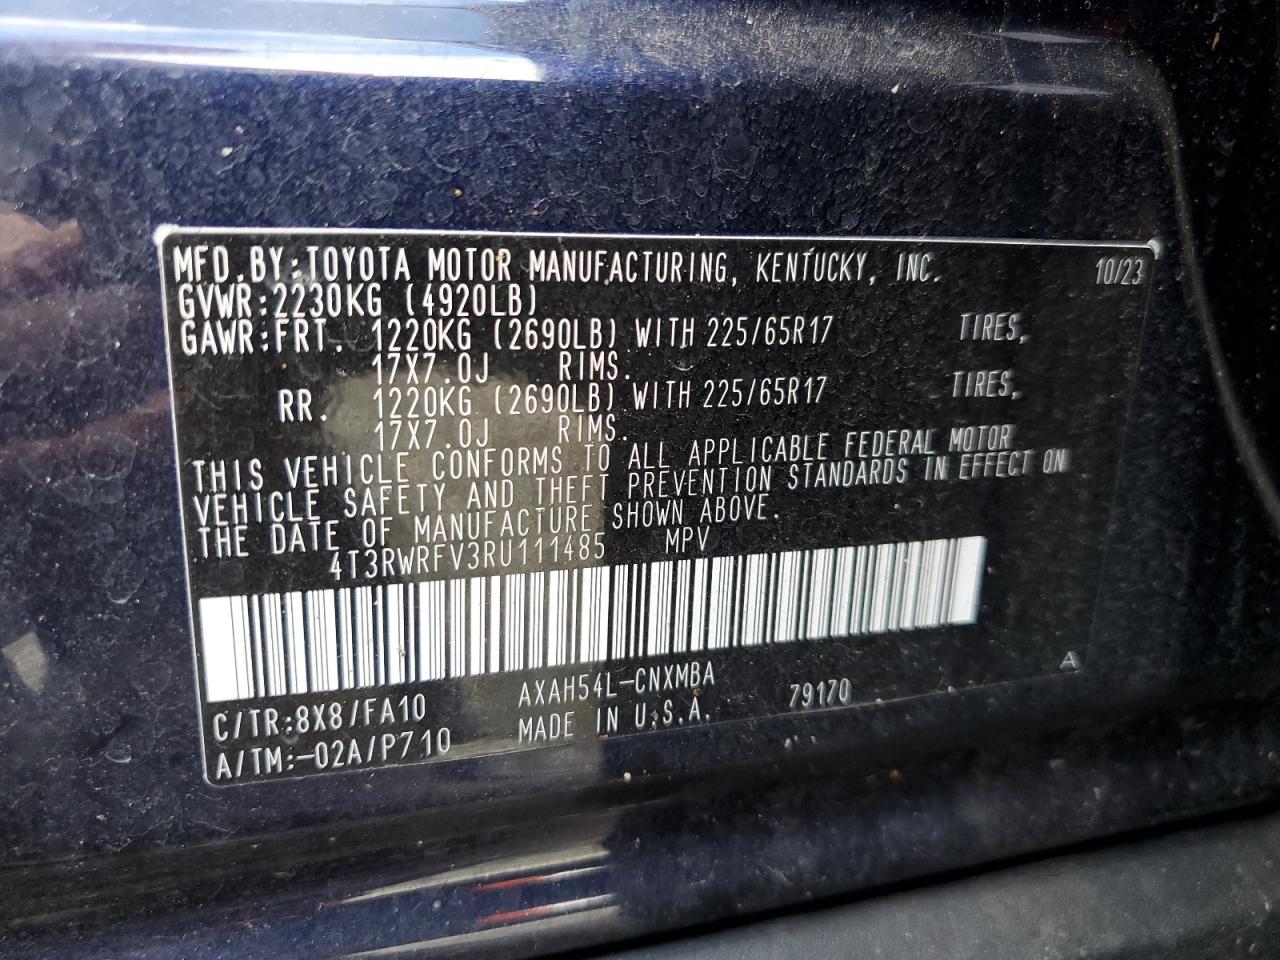 MFD.BY:TOYOTA MOTOR MANUFACTURING, KENTUCKY, INC. 10/23
GVWR:2230KG (4920LB)
GAWR:FRT. 1220KG (2690LB) WITH 225/65R17 TIRES,
17X7.0J RIMS.
RR. 1220KG (2690LB) WITH 225/65R17 TIRES,
17X7.0J RIMS.
THIS VEHICLE CONFORMS TO ALL APPLICABLE FEDERAL MOTOR
VEHICLE SAFETY AND THEFT PREVENTION STANDARDS IN EFFECT ON
THE DATE OF MANUFACTURE SHOWN ABOVE.
4T3RWRFV3RU111485 MPV
A
C/TR:8X8/FA10 AXAH54L-CNXMBA 79170
A/TM:-02A/P710 MADE IN U.S.A.